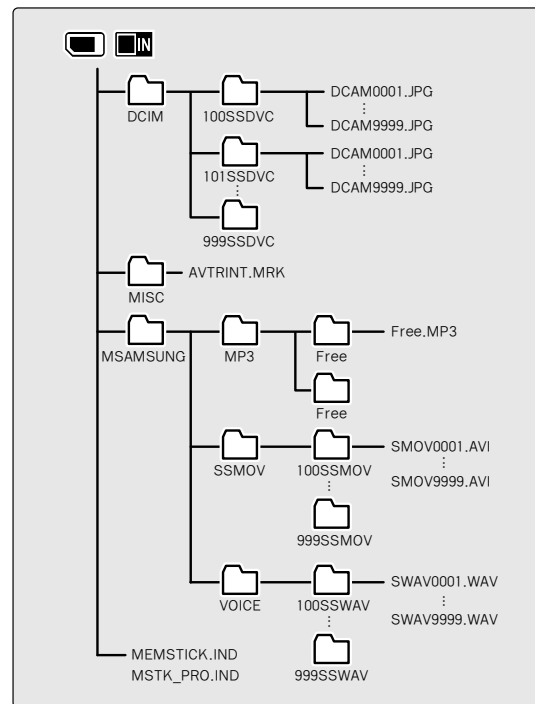 IN
DCIM
100SSDVC
DCAM0001.JPG
DCAM9999.JPG
101SSDVC
DCAM0001.JPG
DCAM9999.JPG
999SSDVC
MISC
AVTRINT.MRK
MSAMSUNG
MP3
Free
Free.MP3
Free
SSMOV
100SSMOV
SMOV0001.AVI
SMOV9999.AVI
999SSMOV
VOICE
100SSWAV
SWAV0001.WAV
SWAV9999.WAV
999SSWAV
MEMSTICK.IND
MSTK_PRO.IND